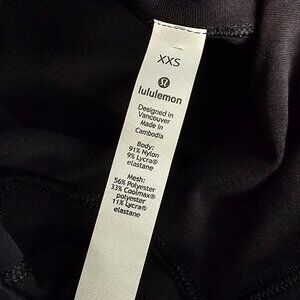 XXS
lululemon
Designed in
Vancouver
Made in
Cambodia
Body:
91% Nylon
9% Lycra®
elastane
Mesh:
56% Polyester
33% Coolmax®
polyester
11% Lycra®
elastane